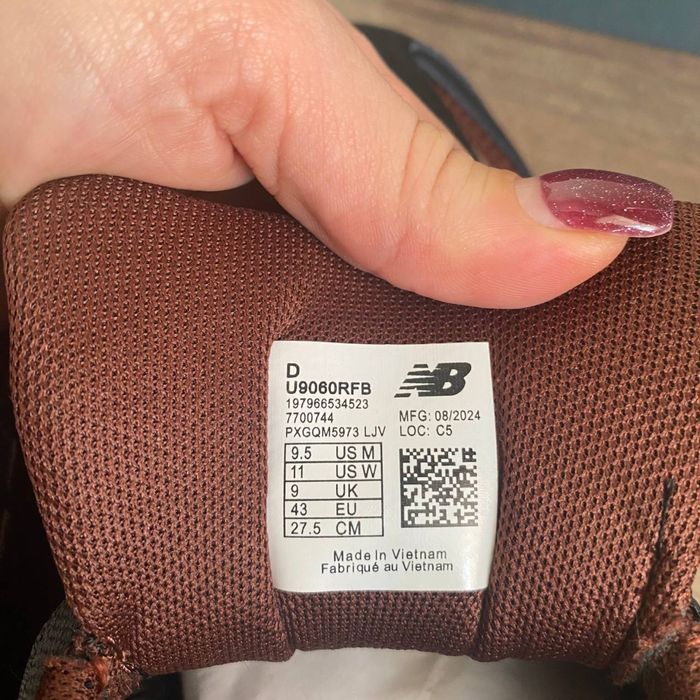 D
U9060RFB
197966534523
7700744
PXGQM5973 LJV
NB
MFG: 08/2024
LOC: C5
9.5 US M
11 US W
9 UK
43 EU
27.5 CM
Made in Vietnam
Fabriqué au Vietnam